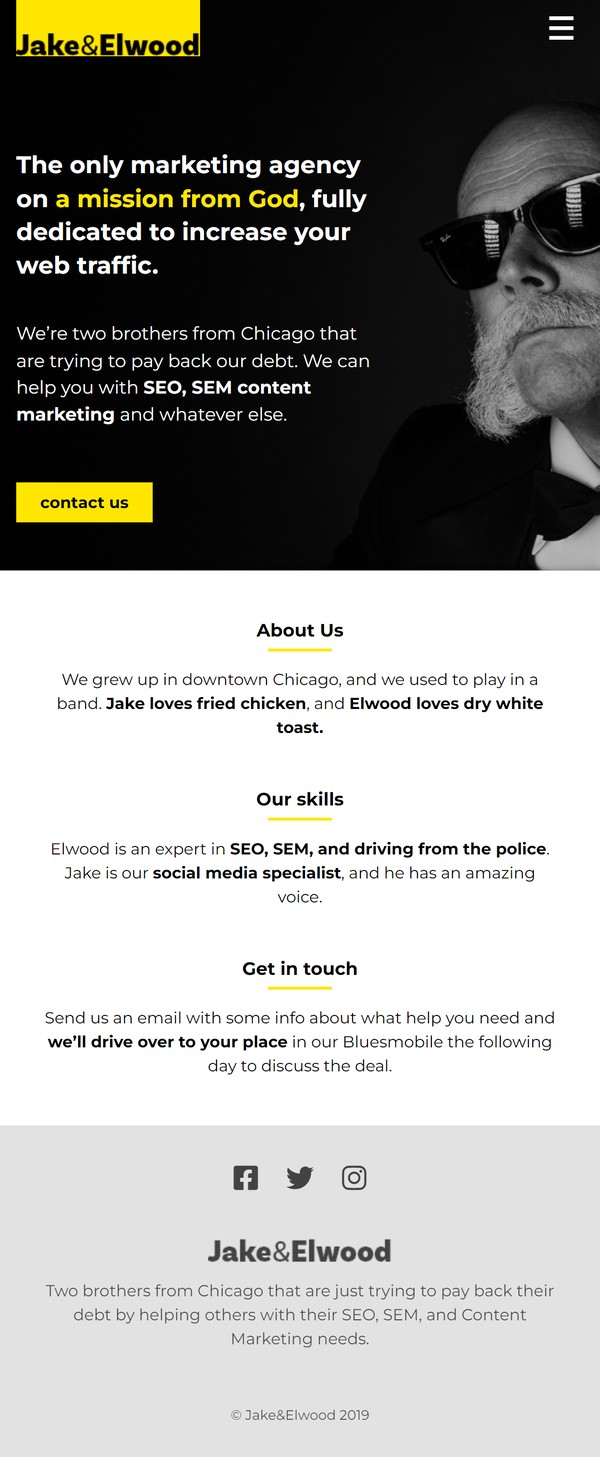 Jake&Elwood
The only marketing agency
on a mission from God, fully
dedicated to increase your
web traffic.
We’re two brothers from Chicago that
are trying to pay back our debt. We can
help you with SEO, SEM content
marketing and whatever else.
contact us
About Us
We grew up in downtown Chicago, and we used to play in a
band. Jake loves fried chicken, and Elwood loves dry white
toast.
Our skills
Elwood is an expert in SEO, SEM, and driving from the police.
Jake is our social media specialist, and he has an amazing
voice.
Get in touch
Send us an email with some info about what help you need and
we’ll drive over to your place in our Bluesmobile the following
day to discuss the deal.
Jake&Elwood
Two brothers from Chicago that are just trying to pay back their
debt by helping others with their SEO, SEM, and Content
Marketing needs.
© Jake&Elwood 2019